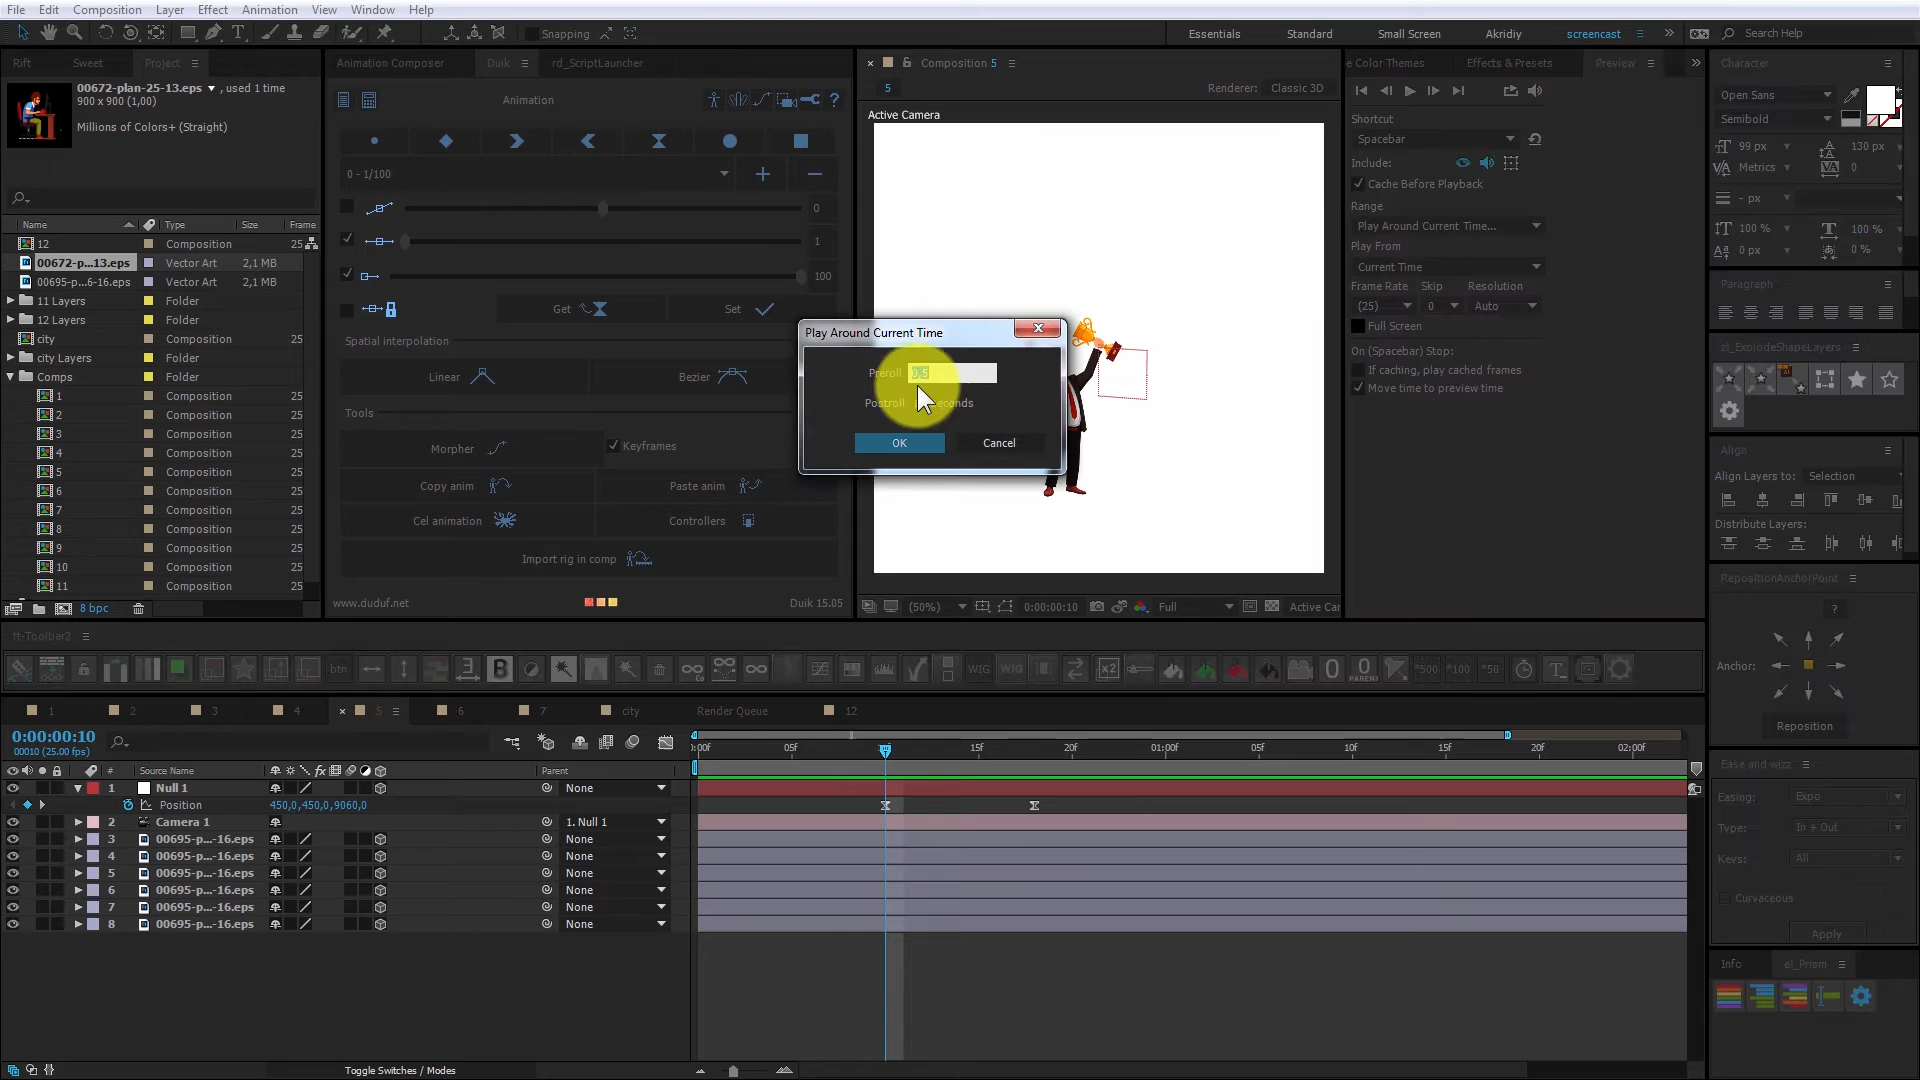 File Edit Composition Layer Effect Animation View Window Help
Snapping
Essentials Standard Small Screen Akridiy screencast Search Help
Rift Sweet Project
00672-plan-25-13.eps , used 1 time
900 x 900 (1,00)
Millions of Colors+ (Straight)
Name Type Size Frame
12 Composition 25
00672-p...13.eps Vector Art 2,1 MB
00695-p...6-16.eps Vector Art 2,1 MB
11 Layers Folder
12 Layers Folder
city Composition 25
city Layers Folder
Comps Folder
1 Composition 25
2 Composition 25
3 Composition 25
4 Composition 25
5 Composition 25
6 Composition 25
7 Composition 25
8 Composition 25
9 Composition 25
10 Composition 25
11 Composition 25
8 bpc
Animation Composer Duik rd_ScriptLauncher
Animation ?
0 - 1/100
0
1
100
Get Set
Spatial interpolation
Linear Bezier
Tools
Morpher Keyframes
Copy anim Paste anim
Cel animation Controllers
Import rig in comp
www.duduf.net Duik 15.05
Composition 5
5 Renderer: Classic 3D
Active Camera
(50%) 0:00:00:10 Full Active Car
Play Around Current Time
Preroll 0,5
Postroll
OK Cancel
e Color Themes Effects & Presets Preview
Shortcut
Spacebar
Include:
Cache Before Playback
Range
Play Around Current Time...
Play From
Current Time
Frame Rate Skip Resolution
(25) 0 Auto
Full Screen
On (Spacebar) Stop:
If caching, play cached frames
Move time to preview time
Character
Open Sans
Semibold
99 px 130 px
Metrics 0
- px
100 % 100 %
0 px 0 %
Paragraph
zl_ExplodeShapeLayers
Align
Align Layers to: Selection
Distribute Layers:
RepositionAnchorPoint
?
Anchor:
Reposition
Ease and wizz
Easing: Expo
Type: In + Out
Keys: All
Curvaceous
Apply
Info el_Prism
tt-Toolbar2
btn 3 B WIG WIG x2 0 0 PARENT *500 *100 *50 T
1 2 3 4 5 6 7 city Render Queue 12
0:00:00:10
00010 (25.00 fps)
:00f 05f 15f 20f 01:00f 05f 10f 15f 20f 02:00f
# Source Name Parent
1 Null 1 None
Position 450,0,450,0,9060,0
2 Camera 1 1. Null 1
3 00695-p...-16.eps None
4 00695-p...-16.eps None
5 00695-p...-16.eps None
6 00695-p...-16.eps None
7 00695-p...-16.eps None
8 00695-p...-16.eps None
Toggle Switches / Modes